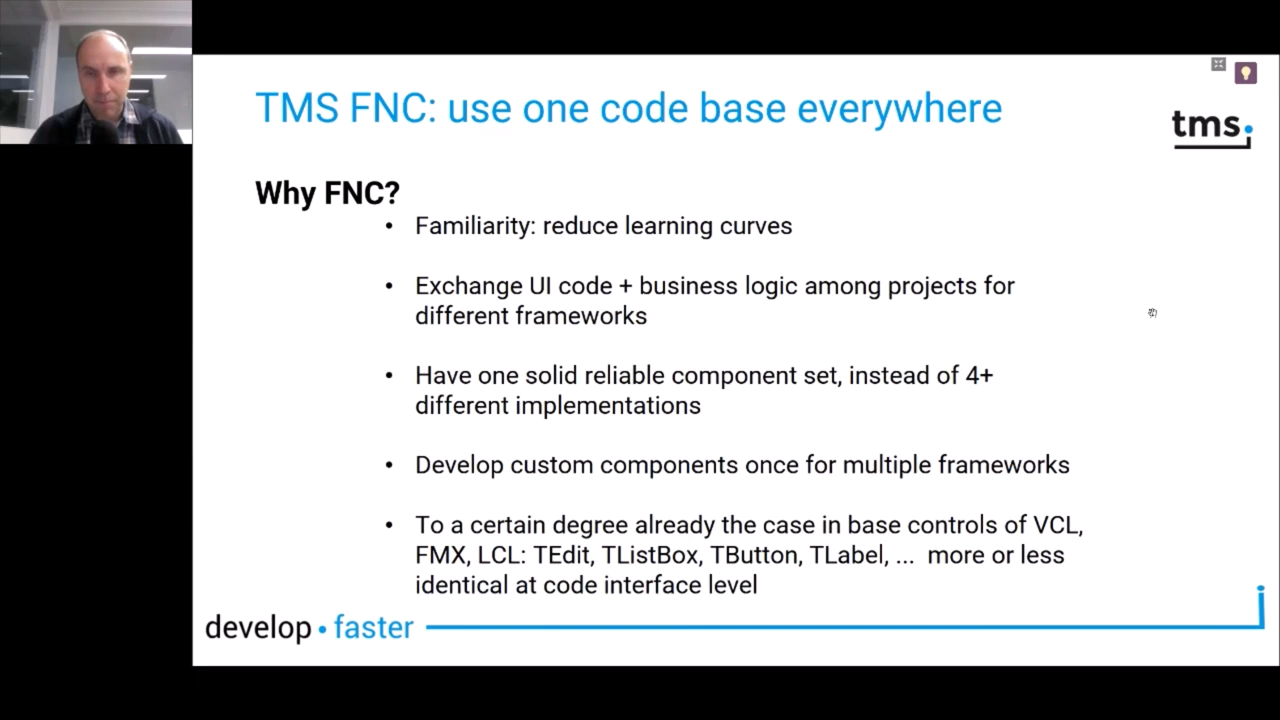 TMS FNC: use one code base everywhere
tms.
Why FNC?
• Familiarity: reduce learning curves
• Exchange UI code + business logic among projects for
different frameworks
• Have one solid reliable component set, instead of 4+
different implementations
• Develop custom components once for multiple frameworks
• To a certain degree already the case in base controls of VCL,
FMX, LCL: TEdit, TListBox, TButton, TLabel, ... more or less
identical at code interface level
develop • faster